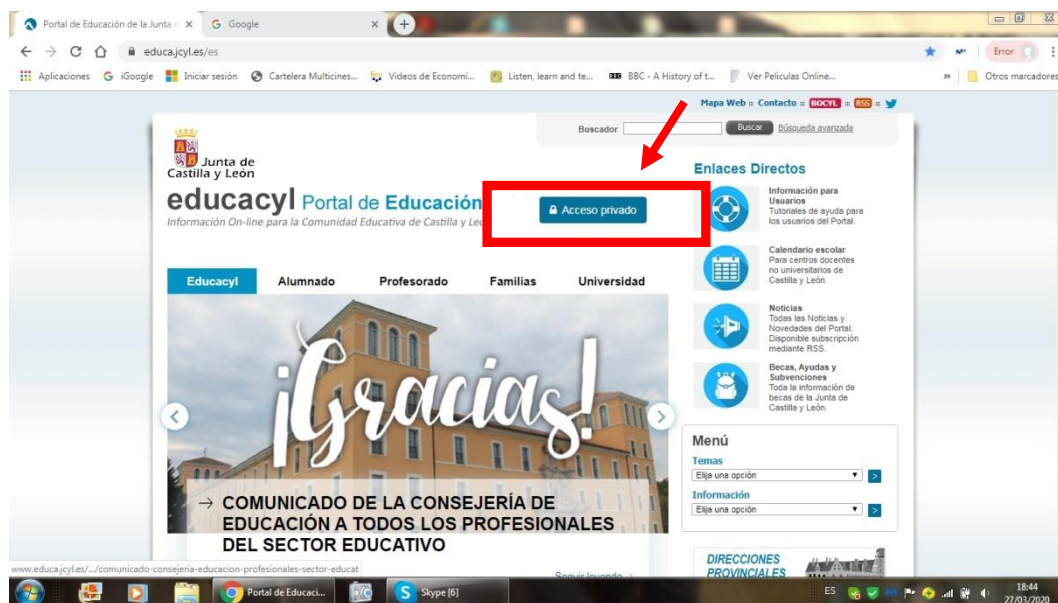 Portal de Educación de la Junta
Google
educa.jcyl.es/es
Error
Aplicaciones
iGoogle
Iniciar sesión
Cartelera Multicines...
Videos de Economí...
Listen, learn and te...
BBC - A History of t...
Ver Peliculas Online...
»
Otros marcadores
Mapa Web :: Contacto :: BOCYL :: RSS ::
Buscador
Buscar
Búsqueda avanzada
Junta de
Castilla y León
educacyl Portal de Educación
Información On-line para la Comunidad Educativa de Castilla y Le
Acceso privado
Educacyl
Alumnado
Profesorado
Familias
Universidad
¡Gracias!
→ COMUNICADO DE LA CONSEJERÍA DE
EDUCACIÓN A TODOS LOS PROFESIONALES
DEL SECTOR EDUCATIVO
Seguir leyendo
Enlaces Directos
Información para
Usuarios
Tutoriales de ayuda para
los usuarios del Portal.
Calendario escolar
Para centros docentes
no universitarios de
Castilla y León.
Noticias
Todas las Noticias y
Novedades del Portal.
Disponible subscripción
mediante RSS.
Becas, Ayudas y
Subvenciones
Toda la información de
becas de la Junta de
Castilla y León.
Menú
Temas
Elija una opción
>
Información
Elija una opción
>
DIRECCIONES
PROVINCIALES
www.educa.jcyl.es/.../comunicado-consejeria-educacion-profesionales-sector-educat
Portal de Educaci...
Skype [6]
ES
18:44
27/03/2020